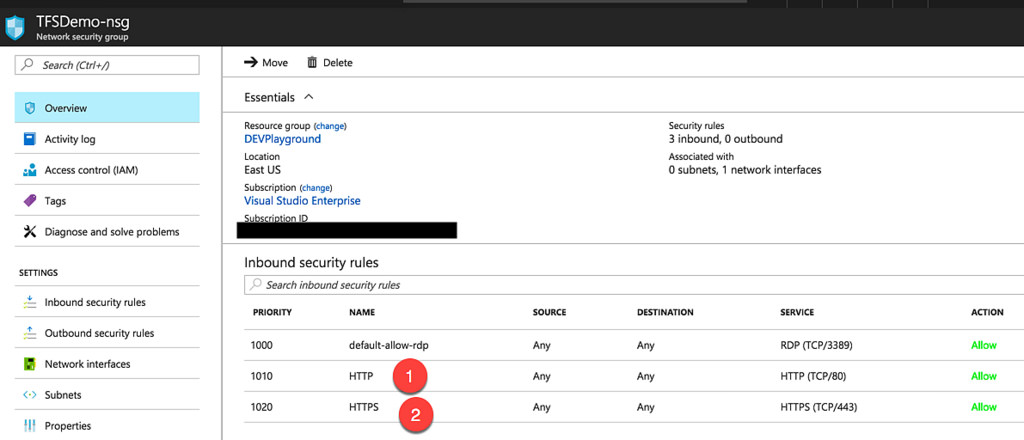 TFSDemo-nsg
Network security group
Search (Ctrl+/)
Overview
Activity log
Access control (IAM)
Tags
Diagnose and solve problems
SETTINGS
Inbound security rules
Outbound security rules
Network interfaces
Subnets
Properties
Move Delete
Essentials
Resource group (change)
DEVPlayground
Location
East US
Subscription (change)
Visual Studio Enterprise
Subscription ID
Security rules
3 inbound, 0 outbound
Associated with
0 subnets, 1 network interfaces
Inbound security rules
Search inbound security rules
PRIORITY NAME SOURCE DESTINATION SERVICE ACTION
1000 default-allow-rdp Any Any RDP (TCP/3389) Allow
1010 HTTP 1 Any Any HTTP (TCP/80) Allow
1020 HTTPS 2 Any Any HTTPS (TCP/443) Allow